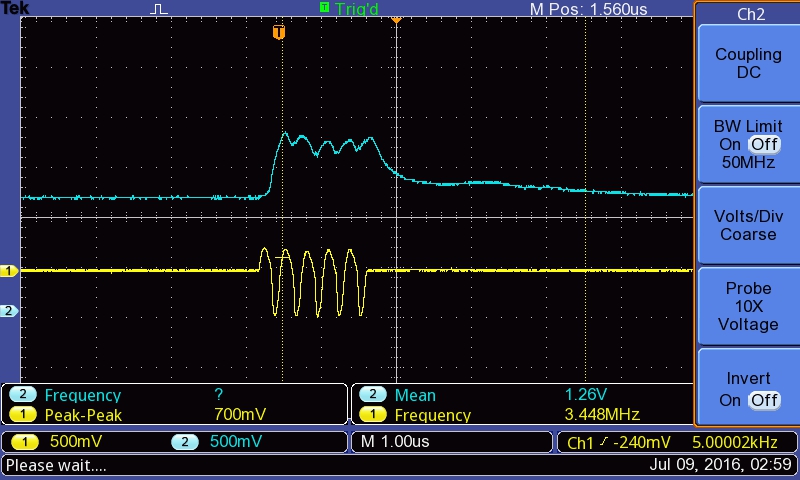 Tek
T Trig'd
M Pos: 1.560us
Ch2
T
Coupling
DC
BW Limit
On Off
50MHz
Volts/Div
Coarse
Probe
10X
Voltage
Invert
On Off
1
2
2 Frequency ?
1 Peak-Peak 700mV
2 Mean 1.26V
1 Frequency 3.448MHz
1 500mV 2 500mV
M 1.00us
Ch1 -240mV 5.00002kHz
Please wait....
Jul 09, 2016, 02:59